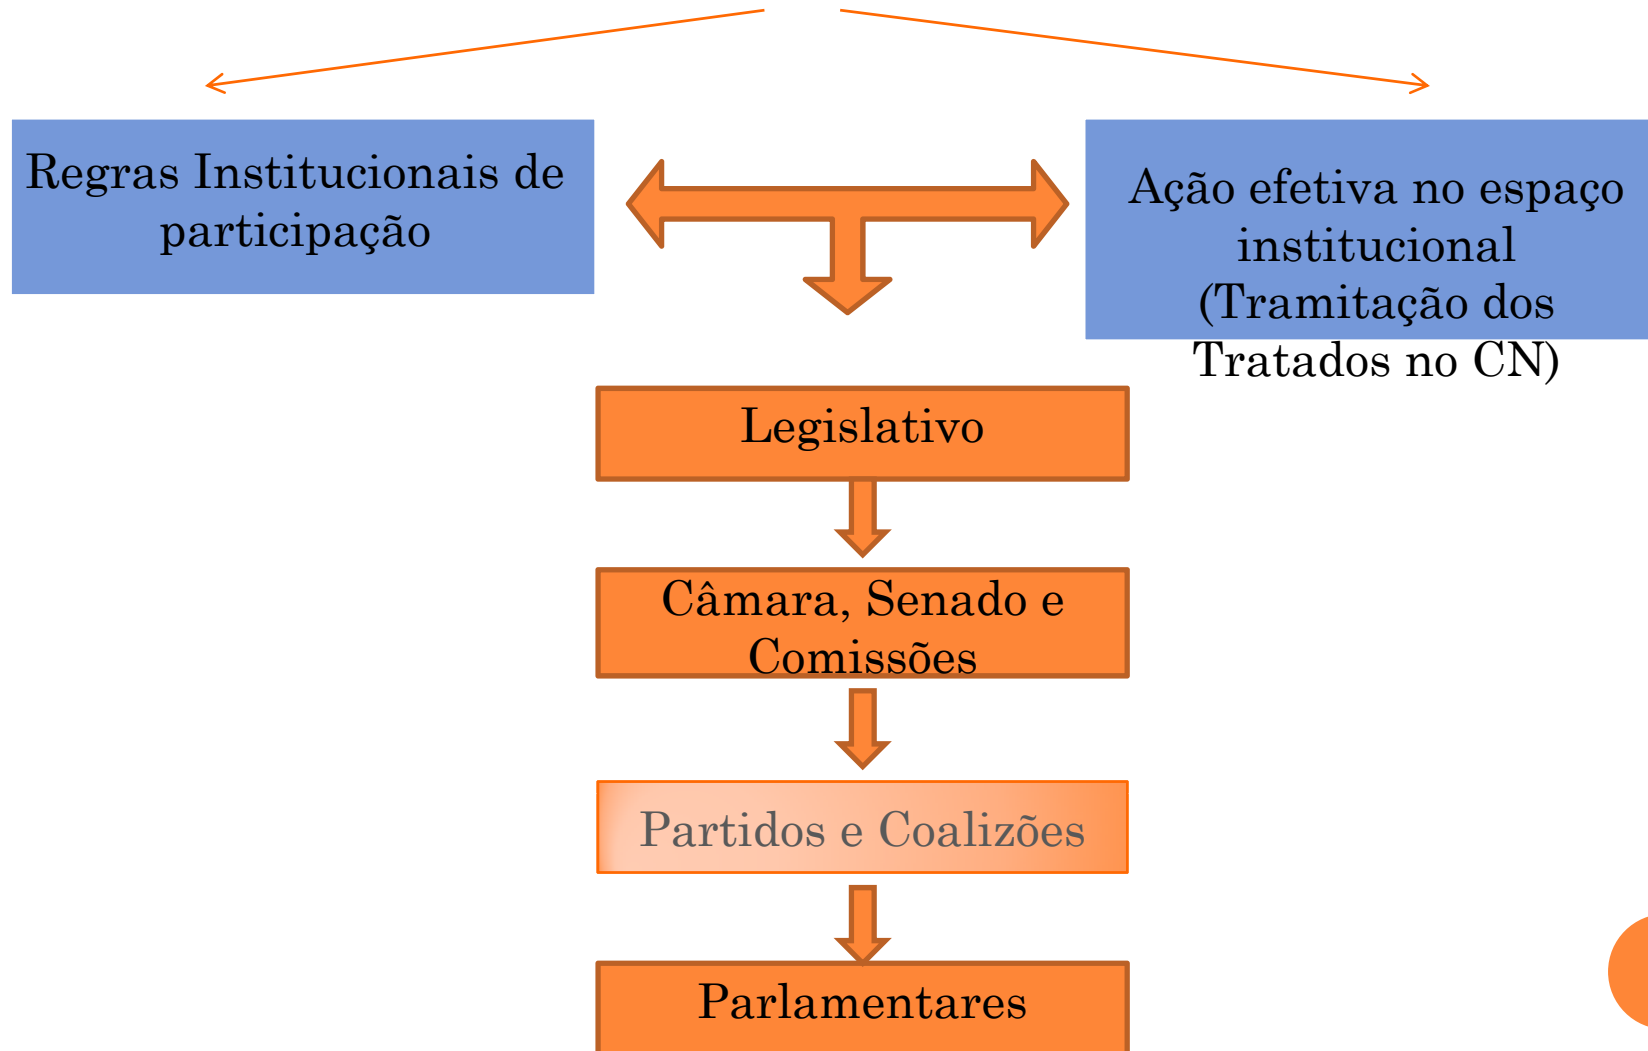 Regras Institucionais de
participação
Ação efetiva no espaço
institucional
(Tramitação dos
Tratados no CN)
Legislativo
Câmara, Senado e
Comissões
Partidos e Coalizões
Parlamentares